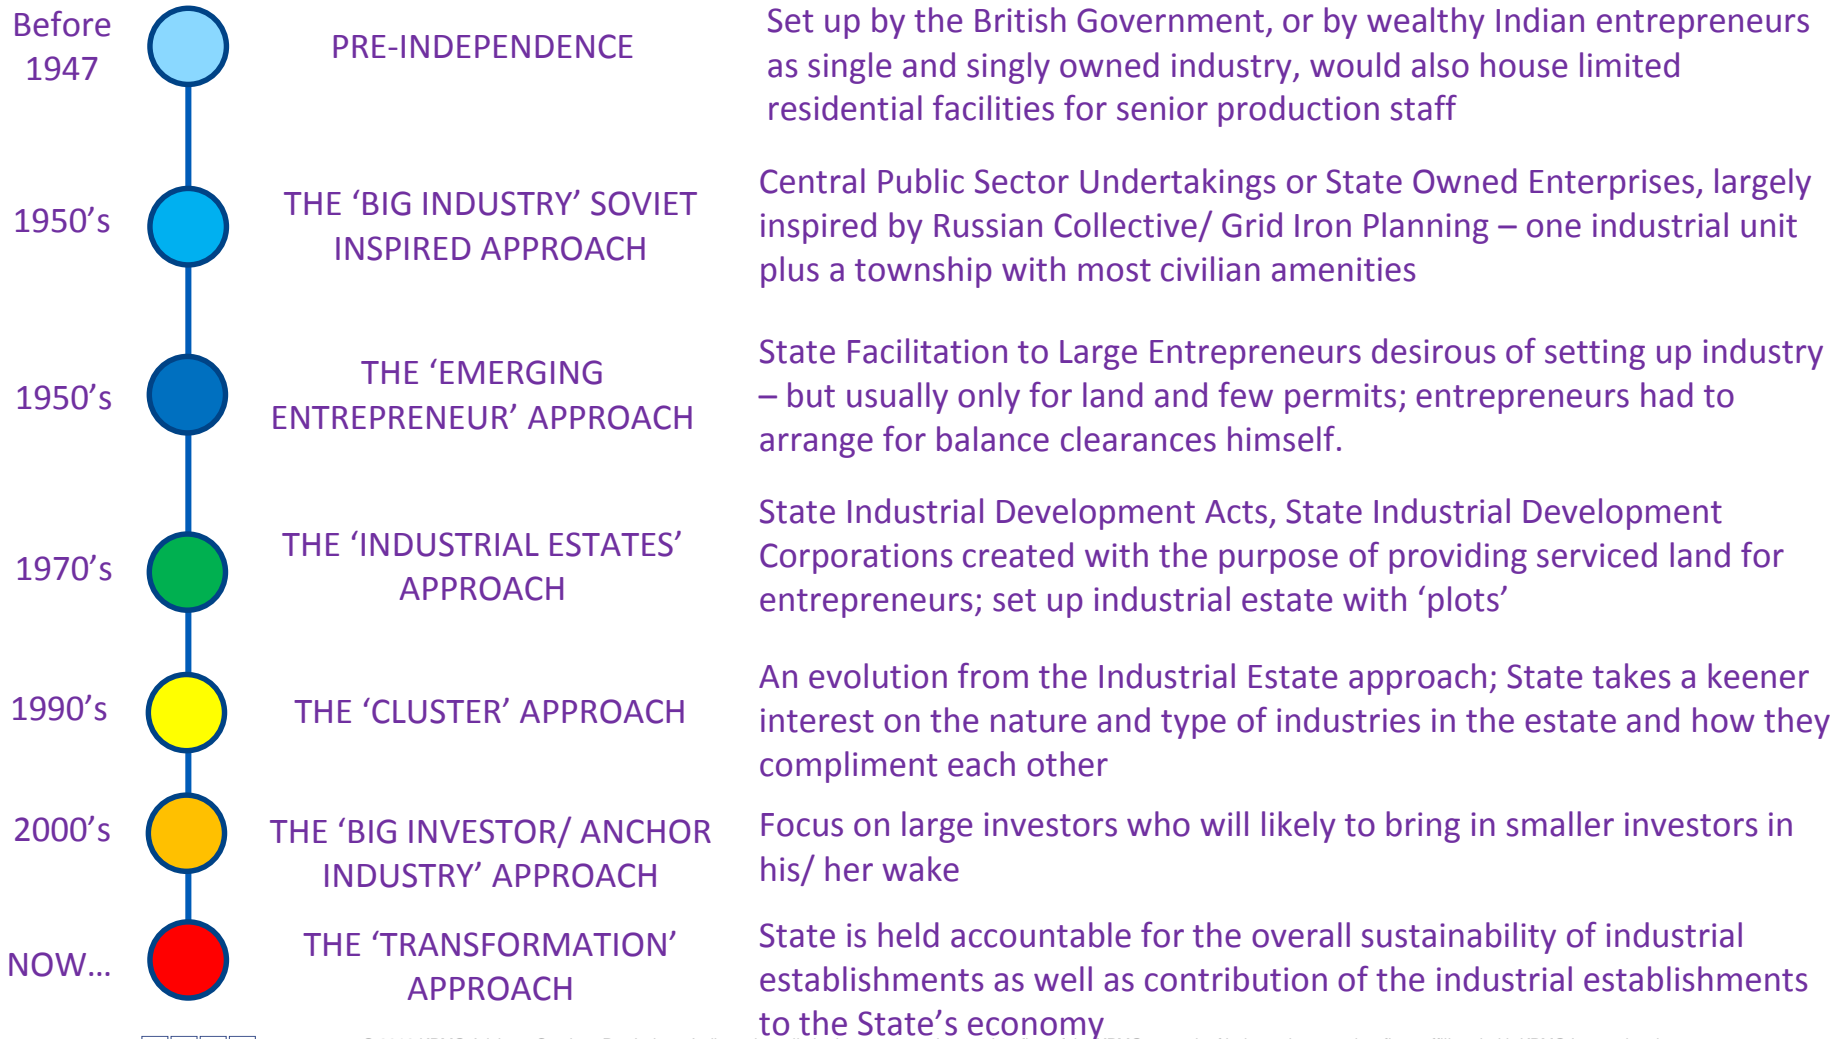 Before
1947
PRE-INDEPENDENCE
Set up by the British Government, or by wealthy Indian entrepreneurs
as single and singly owned industry, would also house limited
residential facilities for senior production staff
1950’s
THE ‘BIG INDUSTRY’ SOVIET
INSPIRED APPROACH
Central Public Sector Undertakings or State Owned Enterprises, largely
inspired by Russian Collective/ Grid Iron Planning – one industrial unit
plus a township with most civilian amenities
1950’s
THE ‘EMERGING
ENTREPRENEUR’ APPROACH
State Facilitation to Large Entrepreneurs desirous of setting up industry
– but usually only for land and few permits; entrepreneurs had to
arrange for balance clearances himself.
1970’s
THE ‘INDUSTRIAL ESTATES’
APPROACH
State Industrial Development Acts, State Industrial Development
Corporations created with the purpose of providing serviced land for
entrepreneurs; set up industrial estate with ‘plots’
1990’s
THE ‘CLUSTER’ APPROACH
An evolution from the Industrial Estate approach; State takes a keener
interest on the nature and type of industries in the estate and how they
compliment each other
2000’s
THE ‘BIG INVESTOR/ ANCHOR
INDUSTRY’ APPROACH
Focus on large investors who will likely to bring in smaller investors in
his/ her wake
NOW…
THE ‘TRANSFORMATION’
APPROACH
State is held accountable for the overall sustainability of industrial
establishments as well as contribution of the industrial establishments
to the State’s economy